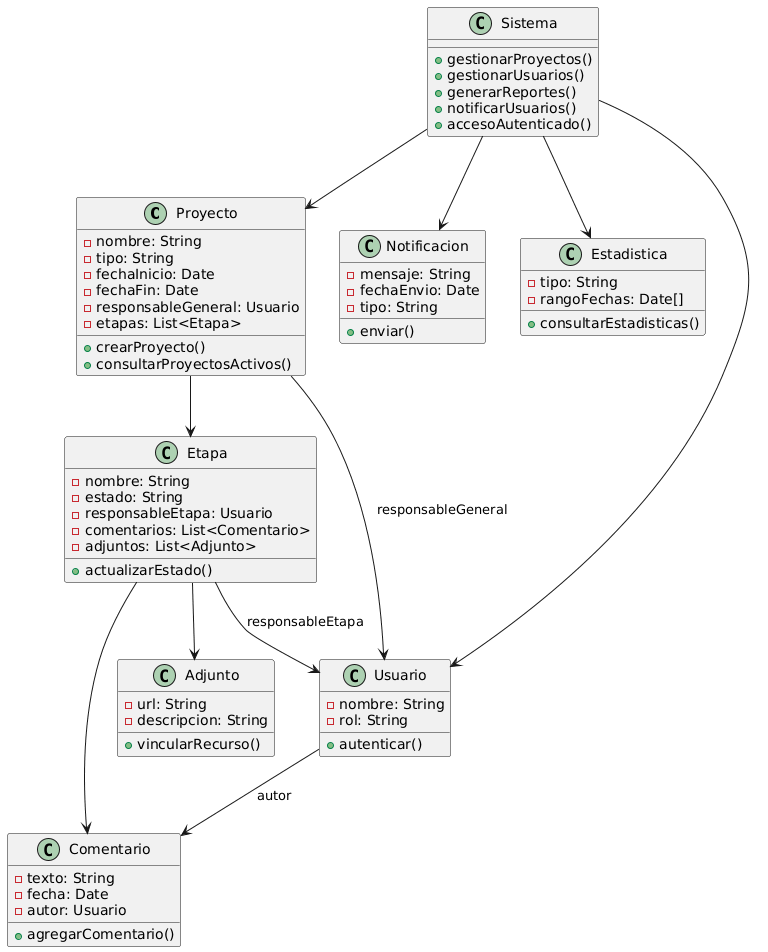 C Sistema
gestionarProyectos()
gestionarUsuarios()
generarReportes()
notificarUsuarios()
accesoAutenticado()
C Proyecto
nombre: String
tipo: String
fechaInicio: Date
fechaFin: Date
responsableGeneral: Usuario
etapas: List<Etapa>
crearProyecto()
consultarProyectosActivos()
C Notificacion
mensaje: String
fechaEnvio: Date
tipo: String
enviar()
C Estadistica
tipo: String
rangoFechas: Date[]
consultarEstadisticas()
C Etapa
nombre: String
estado: String
responsableEtapa: Usuario
comentarios: List<Comentario>
adjuntos: List<Adjunto>
actualizarEstado()
responsableGeneral
responsableEtapa
C Adjunto
url: String
descripcion: String
vincularRecurso()
C Usuario
nombre: String
rol: String
autenticar()
autor
C Comentario
texto: String
fecha: Date
autor: Usuario
agregarComentario()